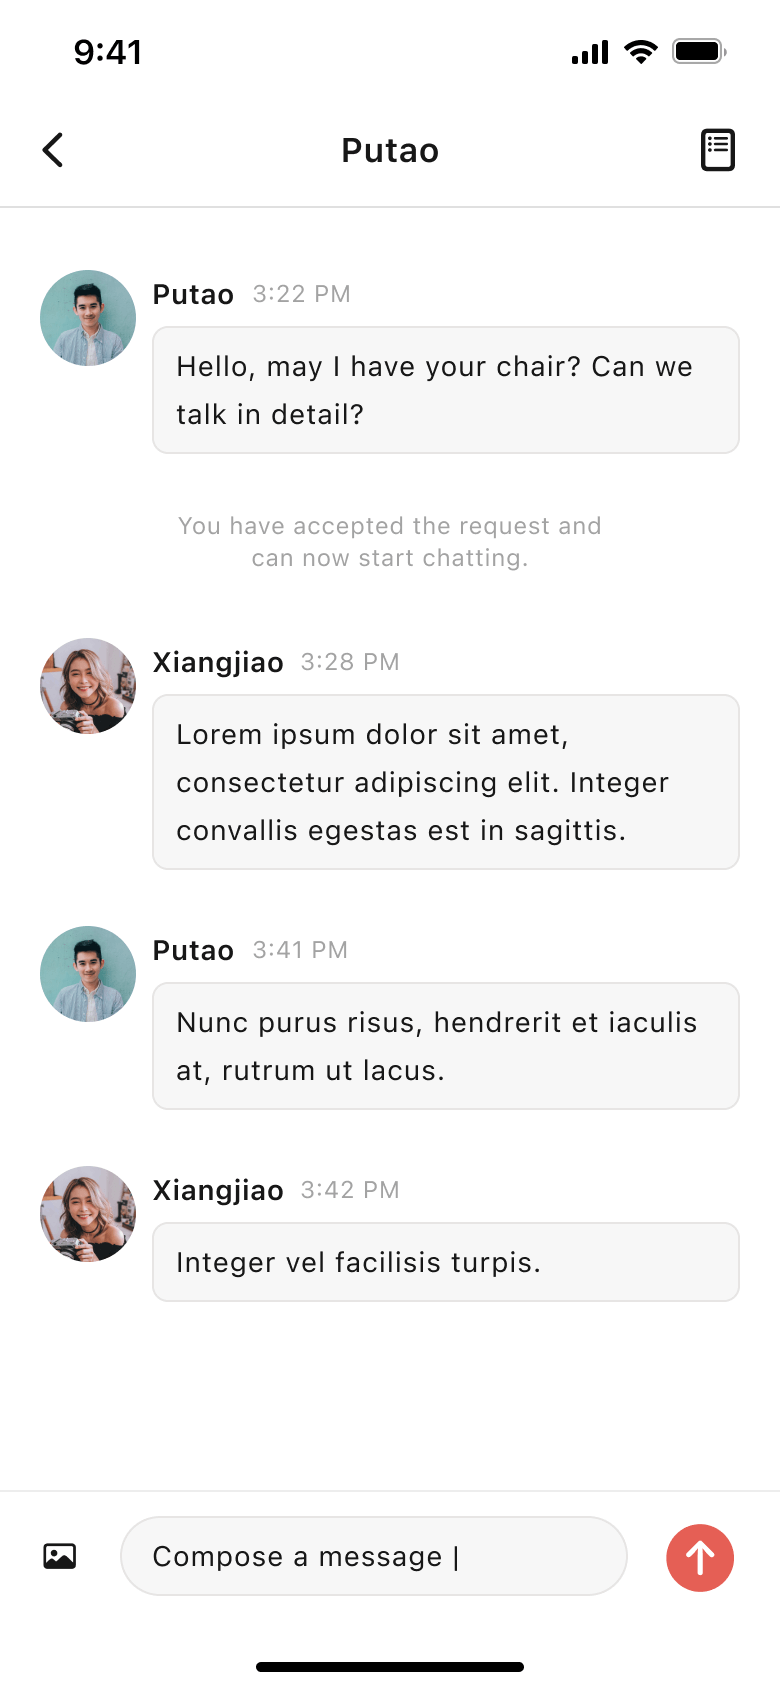 9:41
Putao
Putao 3:22 PM
Hello, may I have your chair? Can we
talk in detail?
You have accepted the request and
can now start chatting.
Xiangjiao 3:28 PM
Lorem ipsum dolor sit amet,
consectetur adipiscing elit. Integer
convallis egestas est in sagittis.
Putao 3:41 PM
Nunc purus risus, hendrerit et iaculis
at, rutrum ut lacus.
Xiangjiao 3:42 PM
Integer vel facilisis turpis.
Compose a message |